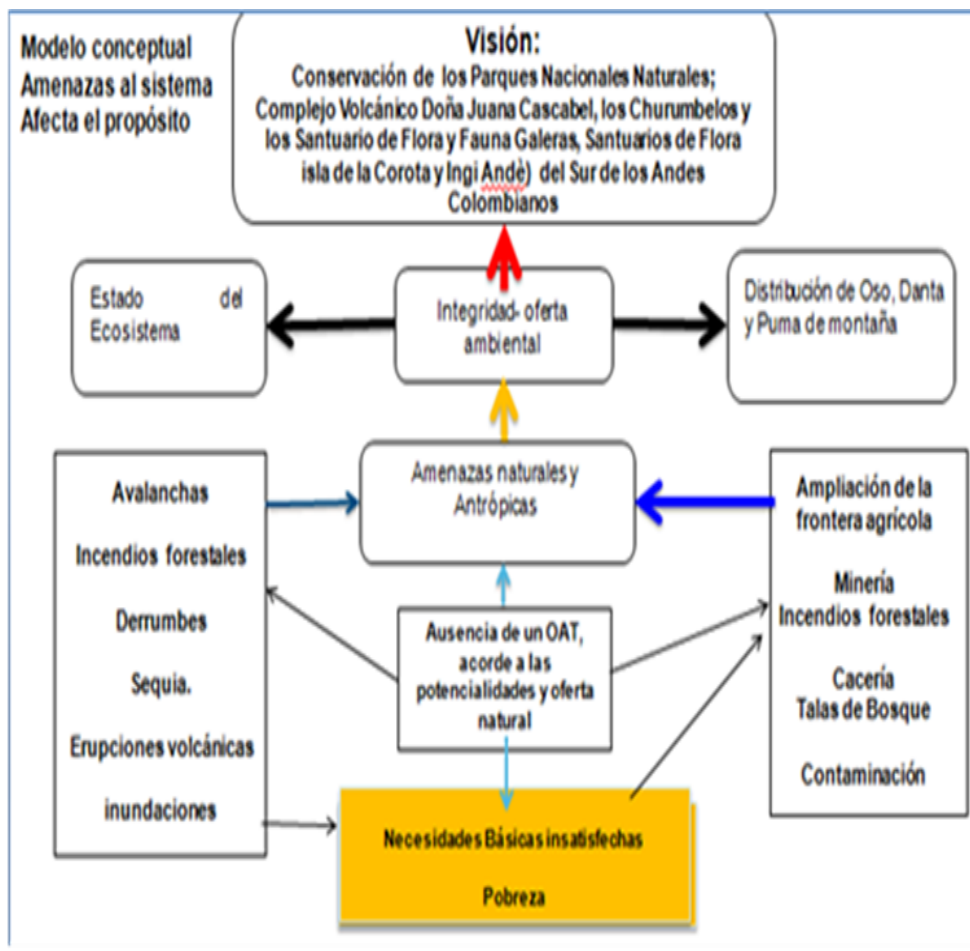 Modelo conceptual
Amenazas al sistema
Afecta el propósito
Visión:
Conservación de los Parques Nacionales Naturales;
Complejo Volcánico Doña Juana Cascabel, los Churumbelos y
los Santuario de Flora y Fauna Galeras, Santuarios de Flora
isla de la Corota y Ingi Andè) del Sur de los Andes
Colombianos
Estado del
Ecosistema
Integridad- oferta
ambiental
Distribución de Oso, Danta
y Puma de montaña
Avalanchas
Incendios forestales
Derrumbes
Sequia.
Erupciones volcánicas
inundaciones
Amenazas naturales y
Antrópicas
Ausencia de un OAT,
acorde a las
potencialidades y oferta
natural
Ampliación de la
frontera agrícola
Minería
Incendios forestales
Cacería
Talas de Bosque
Contaminación
Necesidades Básicas insatisfechas
Pobreza